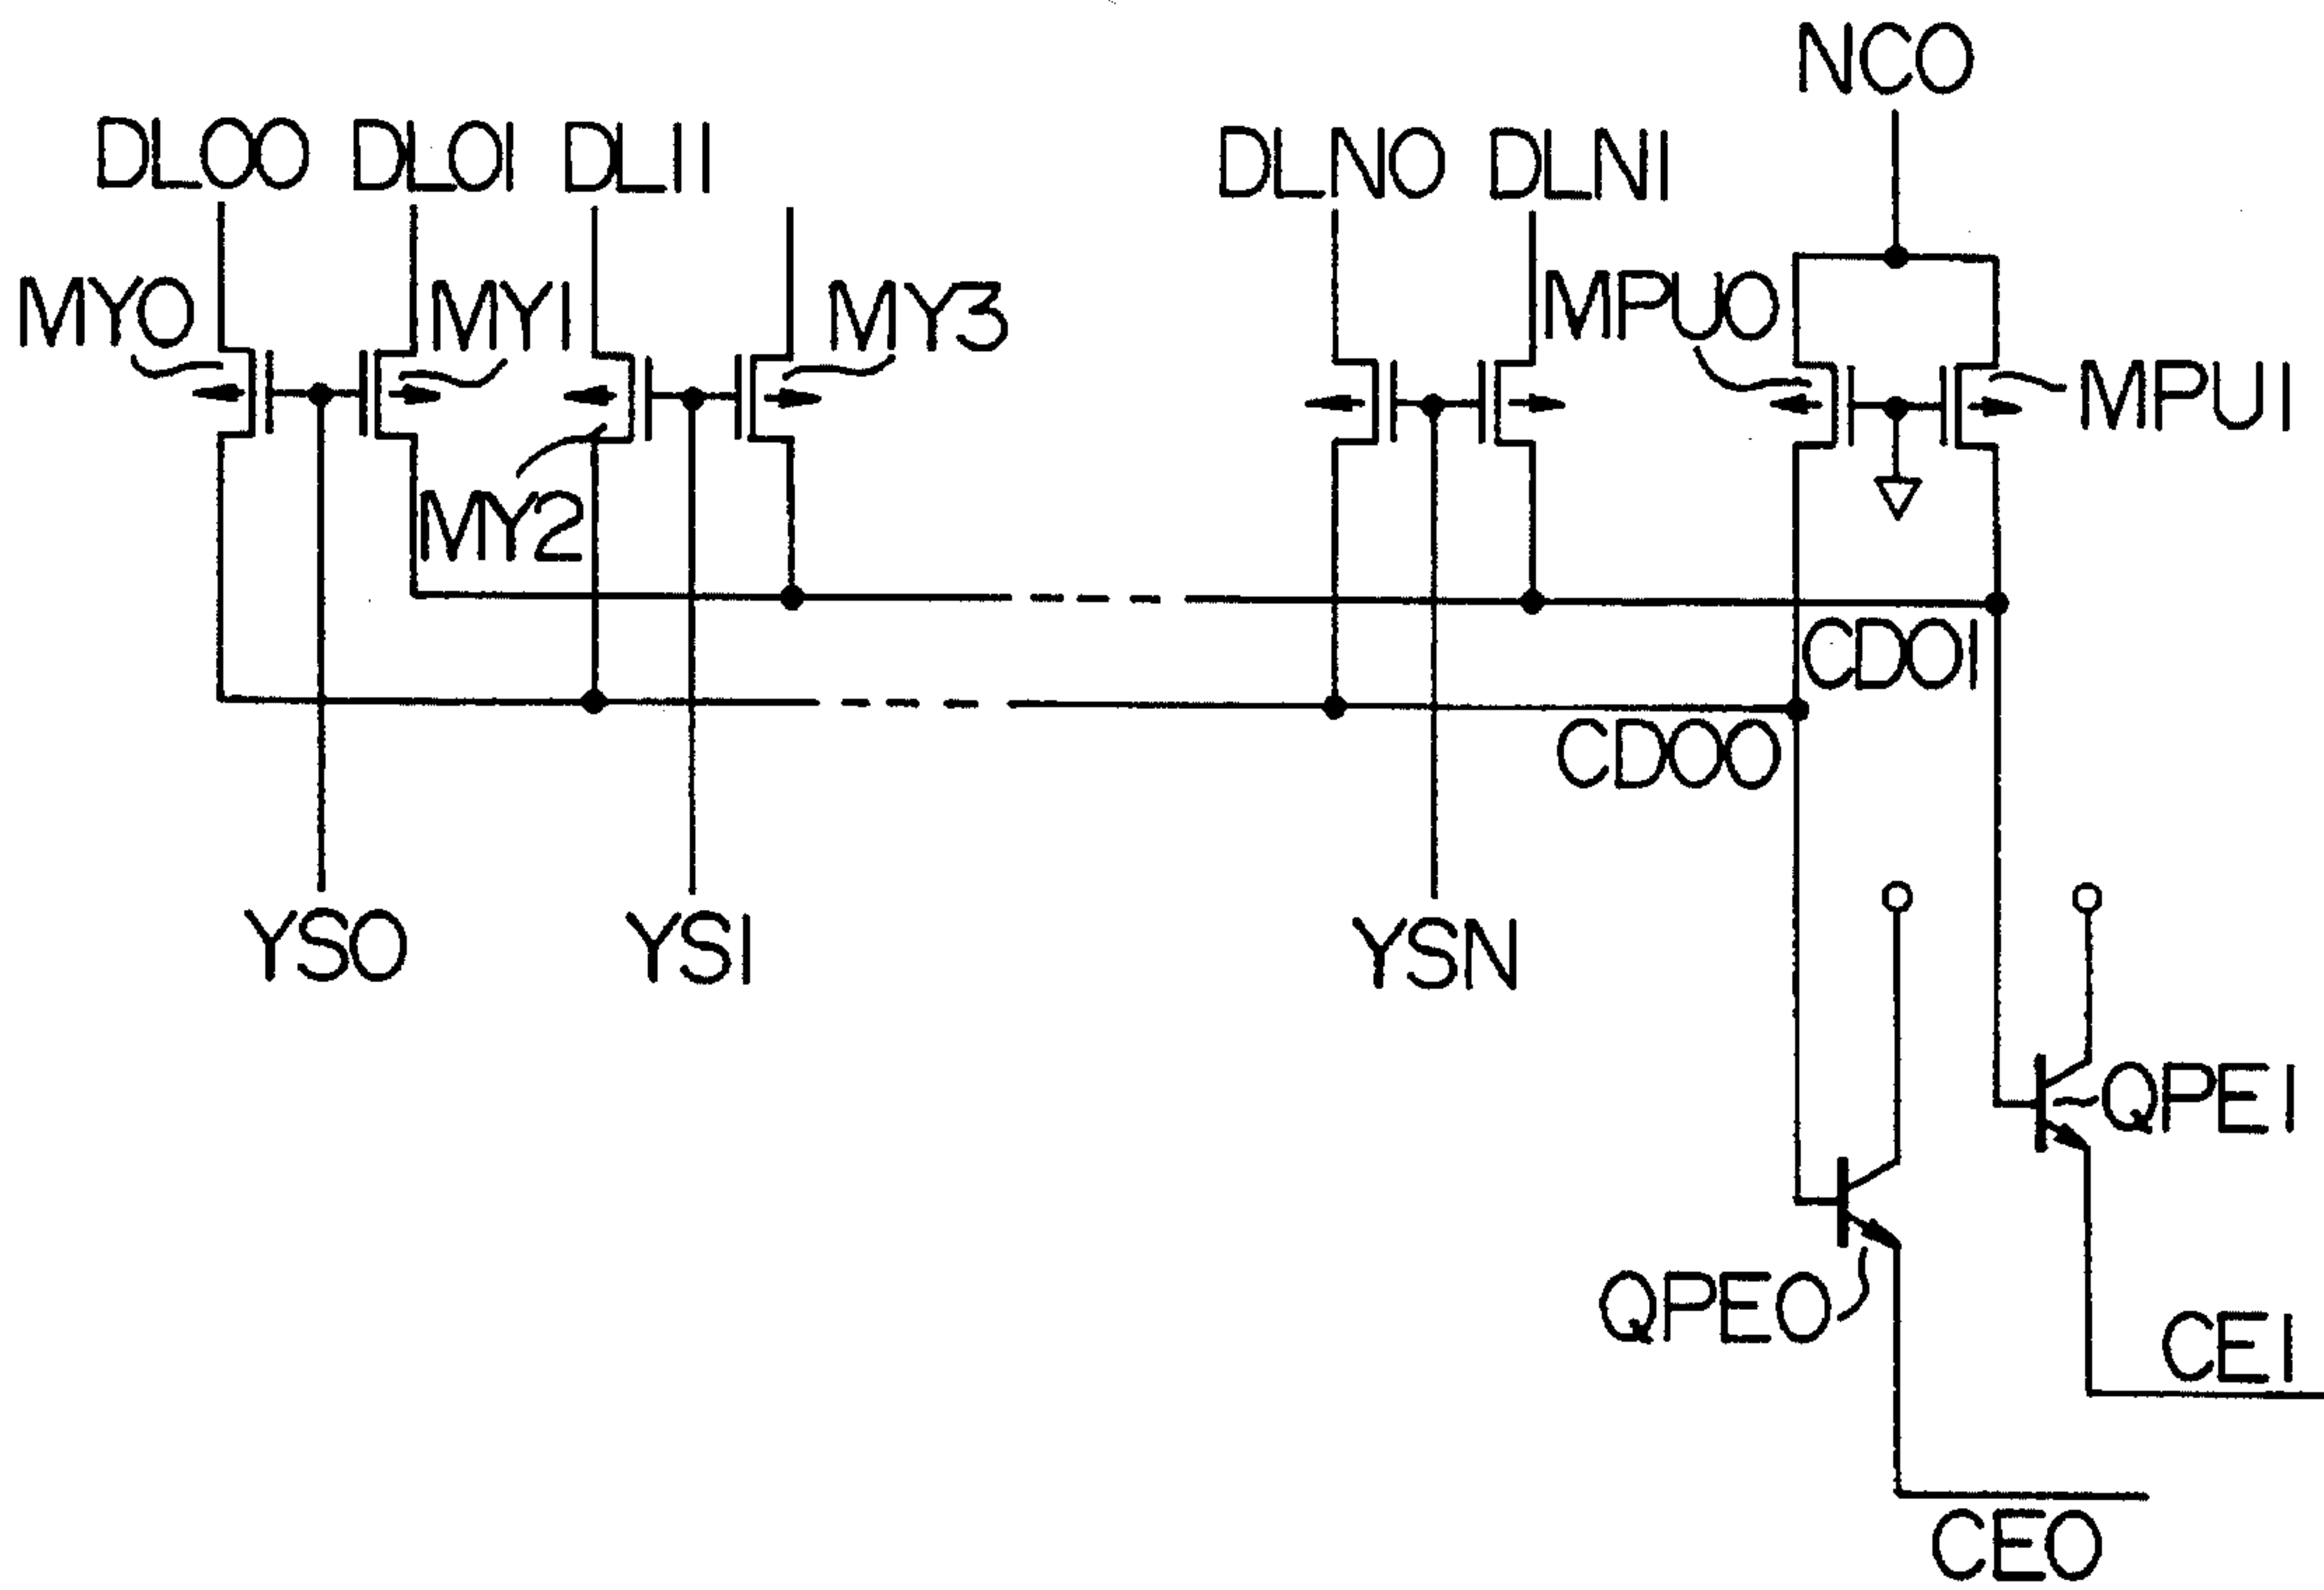 NCO
DLOO DLOI DLII DLNO DLNI
MYO MYI MY3 MPUO
MPUI
MY2
CDOI
CDOO
YSO YSI YSN
QPEI
QPEO
CEI
CEO